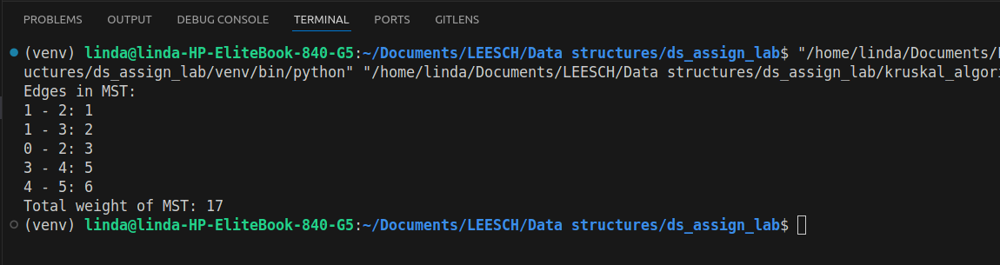 PROBLEMS OUTPUT DEBUG CONSOLE TERMINAL PORTS GITLENS
(venv) linda@linda-HP-EliteBook-840-G5:~/Documents/LEESCH/Data structures/ds_assign_lab$ "/home/linda/Documents/
uctures/ds_assign_lab/venv/bin/python" "/home/linda/Documents/LEESCH/Data structures/ds_assign_lab/kruskal_algori
Edges in MST:
1 - 2: 1
1 - 3: 2
0 - 2: 3
3 - 4: 5
4 - 5: 6
Total weight of MST: 17
(venv) linda@linda-HP-EliteBook-840-G5:~/Documents/LEESCH/Data structures/ds_assign_lab$